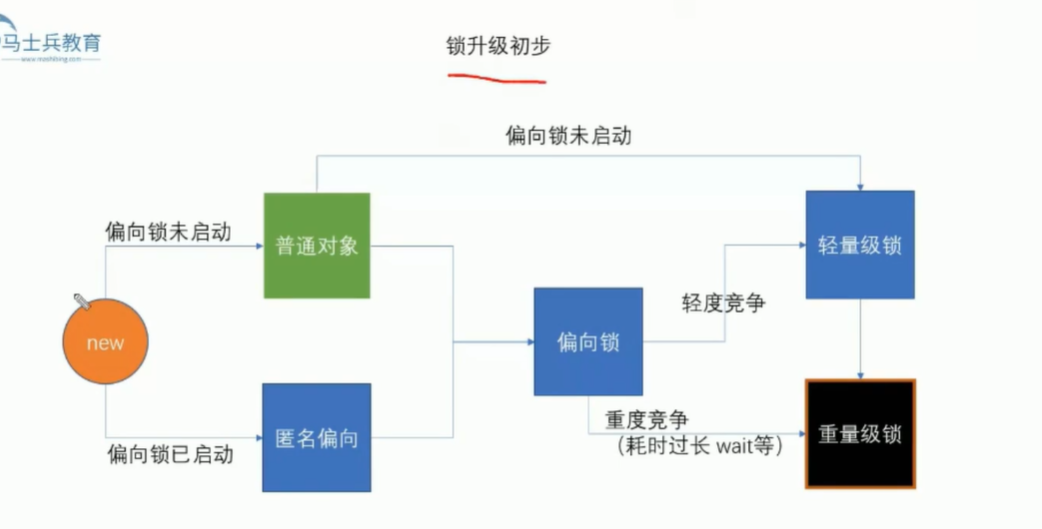 马士兵教育
www.mashibing.com
锁升级初步
偏向锁未启动
偏向锁未启动
普通对象
轻量级锁
轻度竞争
new
偏向锁
匿名偏向
偏向锁已启动
重度竞争
（耗时过长 wait等）
重量级锁